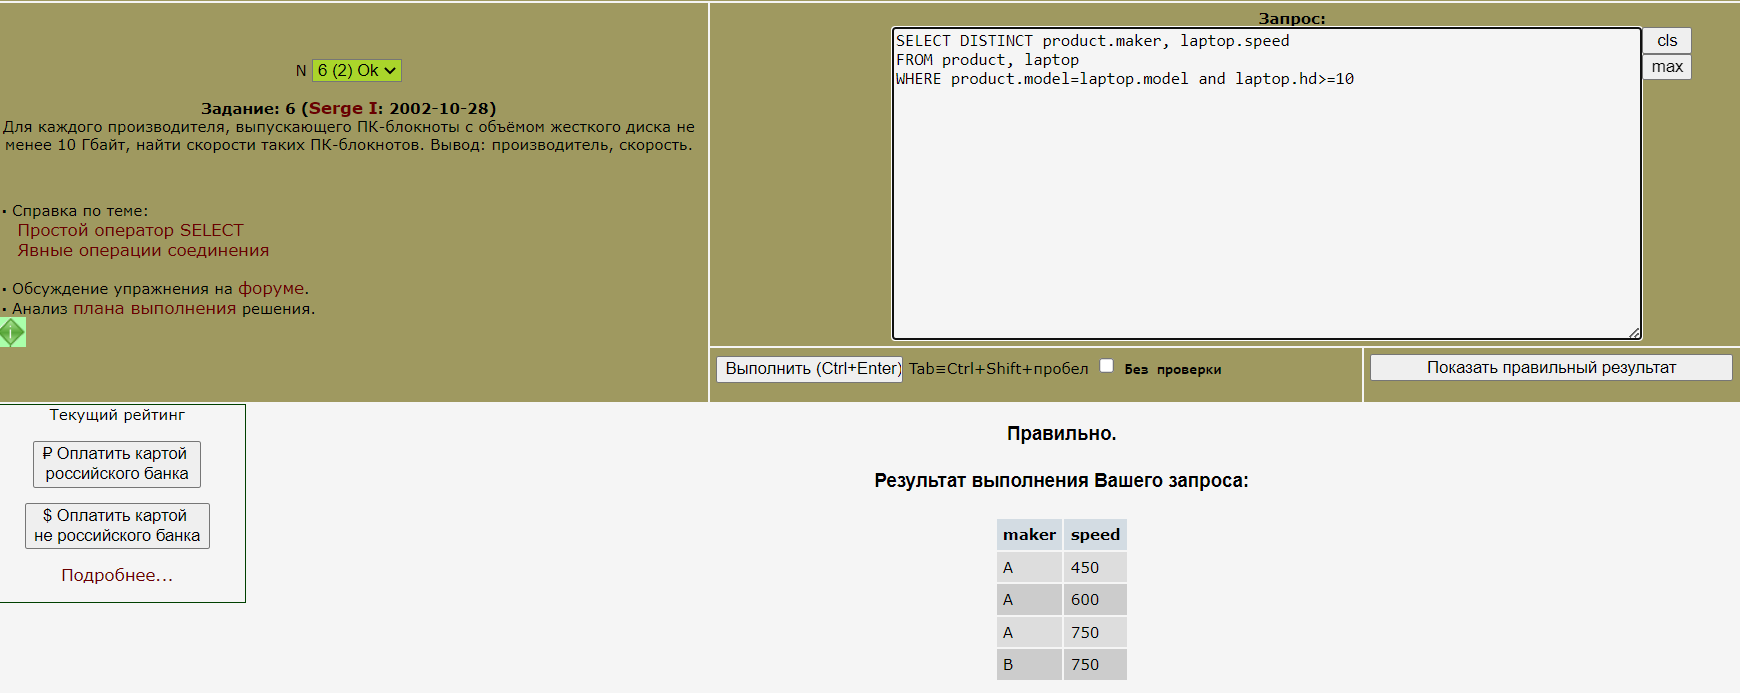 N 6 (2) Ok
Задание: 6 (Serge I: 2002-10-28)
Для каждого производителя, выпускающего ПК-блокноты с объёмом жесткого диска не
менее 10 Гбайт, найти скорости таких ПК-блокнотов. Вывод: производитель, скорость.
· Справка по теме:
Простой оператор SELECT
Явные операции соединения
· Обсуждение упражнения на форуме.
· Анализ плана выполнения решения.
Запрос:
SELECT DISTINCT product.maker, laptop.speed
FROM product, laptop
WHERE product.model=laptop.model and laptop.hd>=10
cls
max
Выполнить (Ctrl+Enter) Tab≡Ctrl+Shift+пробел Без проверки
Показать правильный результат
Текущий рейтинг
₽ Оплатить картой
российского банка
$ Оплатить картой
не российского банка
Подробнее...
Правильно.
Результат выполнения Вашего запроса:
maker speed
A 450
A 600
A 750
B 750